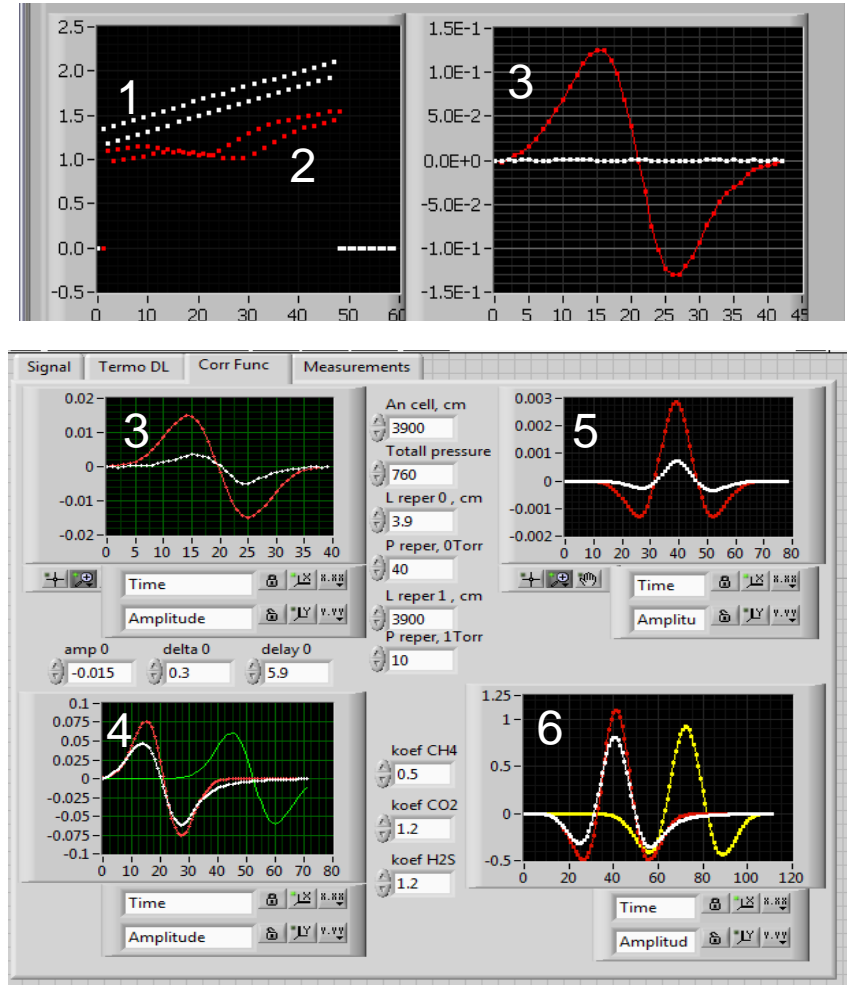 2.5
2.0
1.5
1.0
0.5
0.0
-0.5
0 10 20 30 40 50 60
1
2
1.5E-1
1.0E-1
5.0E-2
0.0E+0
-5.0E-2
-1.0E-1
-1.5E-1
0 5 10 15 20 25 30 35 40 45
3
Signal Termo DL Corr Func Measurements
0.02
0.01
0
-0.01
-0.02
0 5 10 15 20 25 30 35 40
3
Time
Amplitude
An cell, cm
3900
Totall pressure
760
L reper 0 , cm
3.9
P reper, 0Torr
40
L reper 1 , cm
3900
P reper, 1Torr
10
0.003
0.002
0.001
0
-0.001
-0.002
0 10 20 30 40 50 60 70 80
5
Time
Amplitu
amp 0 delta 0 delay 0
-0.015 0.3 5.9
0.1
0.075
0.05
0.025
0
-0.025
-0.05
-0.075
-0.1
0 10 20 30 40 50 60 70 80
4
Time
Amplitude
koef CH4
0.5
koef CO2
1.2
koef H2S
1.2
1.25
1
0.5
0
-0.5
0 20 40 60 80 100 120
6
Time
Amplitud